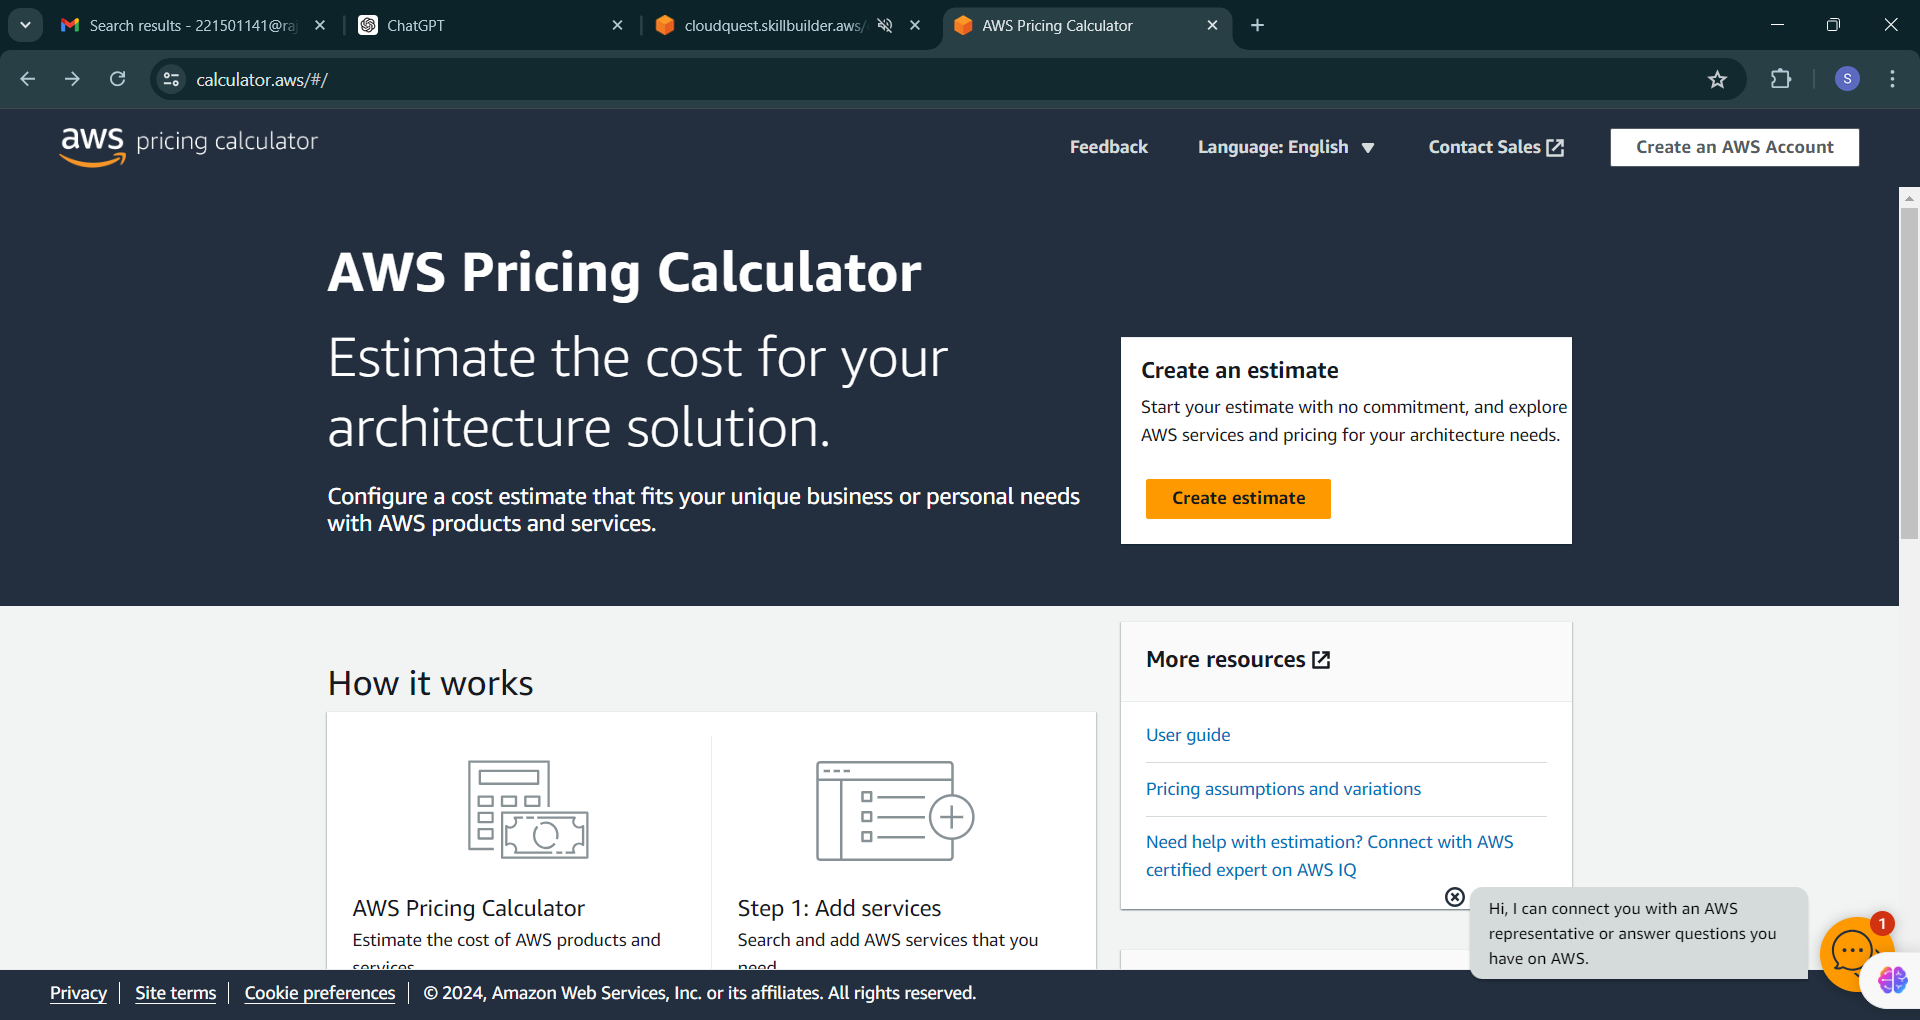 Search results - 221501141@raj
ChatGPT
cloudquest.skillbuilder.aws/
AWS Pricing Calculator
calculator.aws/#/
S
aws pricing calculator
Feedback
Language: English
Contact Sales
Create an AWS Account
AWS Pricing Calculator
Estimate the cost for your
architecture solution.
Configure a cost estimate that fits your unique business or personal needs
with AWS products and services.
Create an estimate
Start your estimate with no commitment, and explore
AWS services and pricing for your architecture needs.
Create estimate
How it works
AWS Pricing Calculator
Estimate the cost of AWS products and
services
Step 1: Add services
Search and add AWS services that you
need
More resources
User guide
Pricing assumptions and variations
Need help with estimation? Connect with AWS
certified expert on AWS IQ
Hi, I can connect you with an AWS
representative or answer questions you
have on AWS.
1
Privacy
Site terms
Cookie preferences
© 2024, Amazon Web Services, Inc. or its affiliates. All rights reserved.